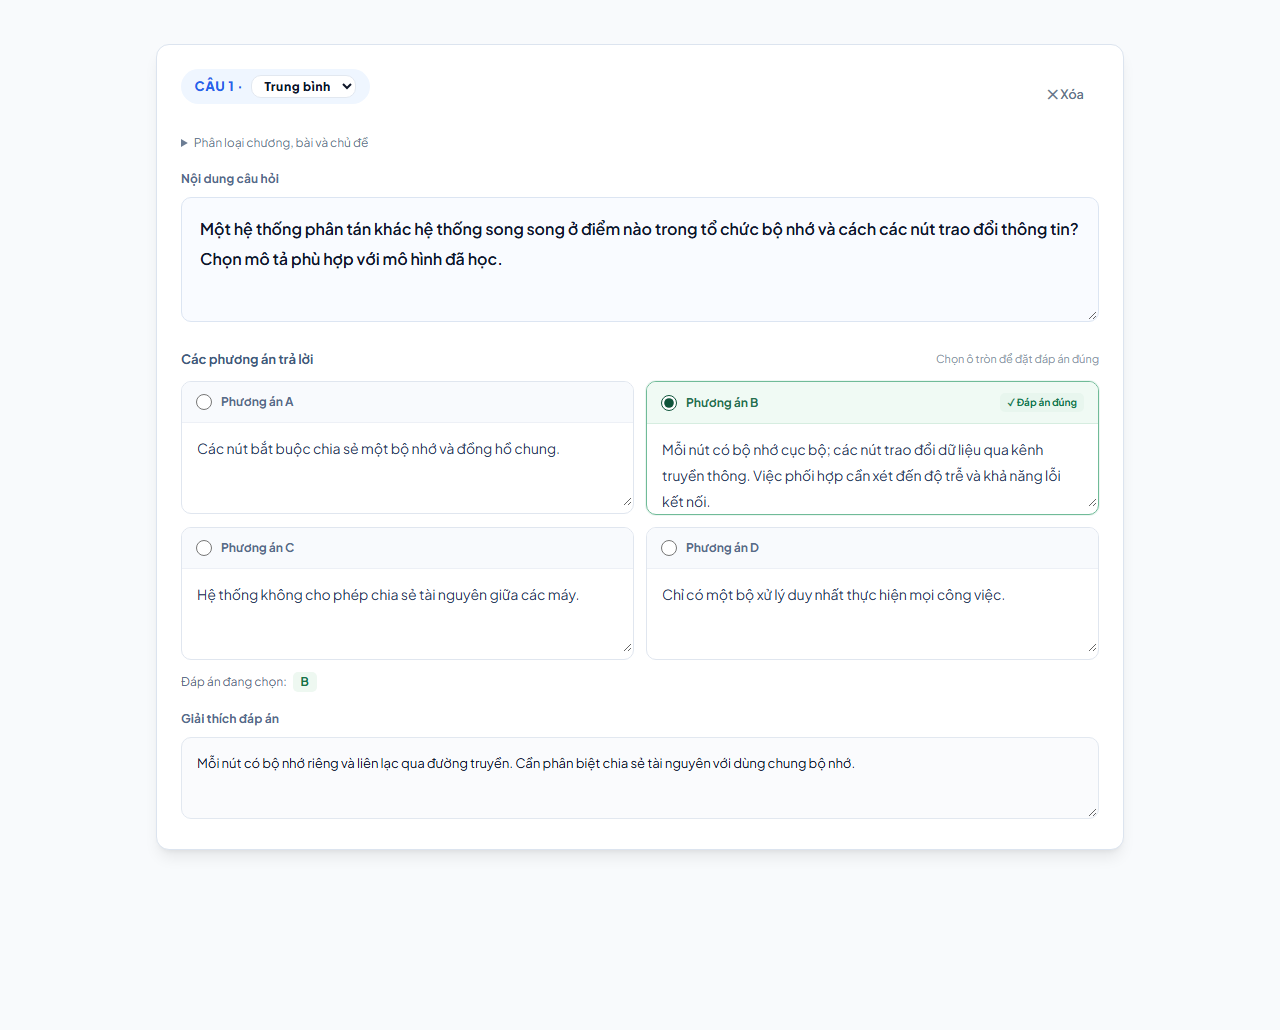 CÂU 1 · Trung bình
Xóa
Phân loại chương, bài và chủ đề
Nội dung câu hỏi
Một hệ thống phân tán khác hệ thống song song ở điểm nào trong tổ chức bộ nhớ và cách các nút trao đổi thông tin?
Chọn mô tả phù hợp với mô hình đã học.
Các phương án trả lời
Chọn ô tròn để đặt đáp án đúng
Phương án A
Các nút bắt buộc chia sẻ một bộ nhớ và đồng hồ chung.
Phương án B
✓ Đáp án đúng
Mỗi nút có bộ nhớ cục bộ; các nút trao đổi dữ liệu qua kênh
truyền thông. Việc phối hợp cần xét đến độ trễ và khả năng lỗi
kết nối.
Phương án C
Hệ thống không cho phép chia sẻ tài nguyên giữa các máy.
Phương án D
Chỉ có một bộ xử lý duy nhất thực hiện mọi công việc.
Đáp án đang chọn: B
Giải thích đáp án
Mỗi nút có bộ nhớ riêng và liên lạc qua đường truyền. Cần phân biệt chia sẻ tài nguyên với dùng chung bộ nhớ.